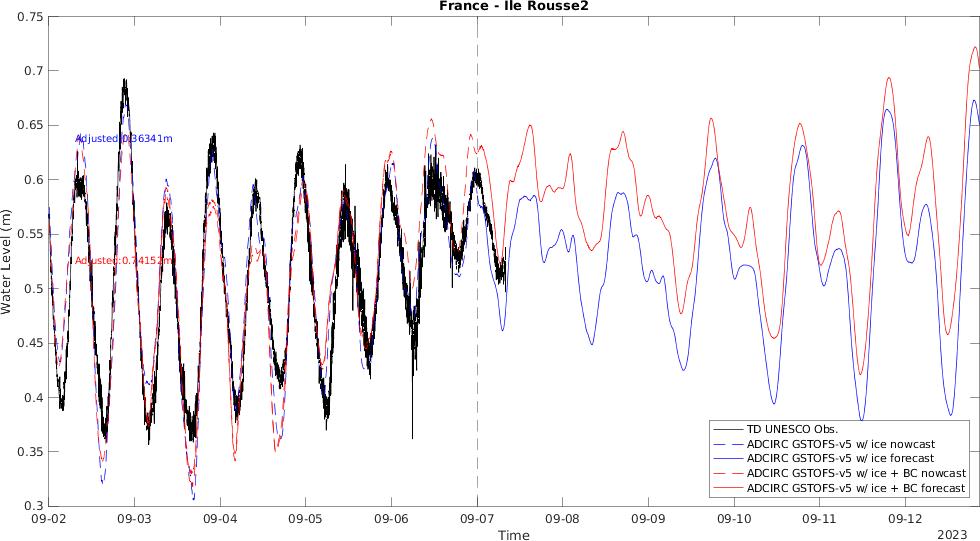 France - Ile Rousse2
0.75
0.7
0.65
0.6
0.55
0.5
0.45
0.4
0.35
0.3
Water Level (m)
Adjusted:0.36341m
Adjusted:0.74152m
TD UNESCO Obs.
ADCIRC GSTOFS-v5 w/ ice nowcast
ADCIRC GSTOFS-v5 w/ ice forecast
ADCIRC GSTOFS-v5 w/ ice + BC nowcast
ADCIRC GSTOFS-v5 w/ ice + BC forecast
09-02 09-03 09-04 09-05 09-06 09-07 09-08 09-09 09-10 09-11 09-12
Time
2023